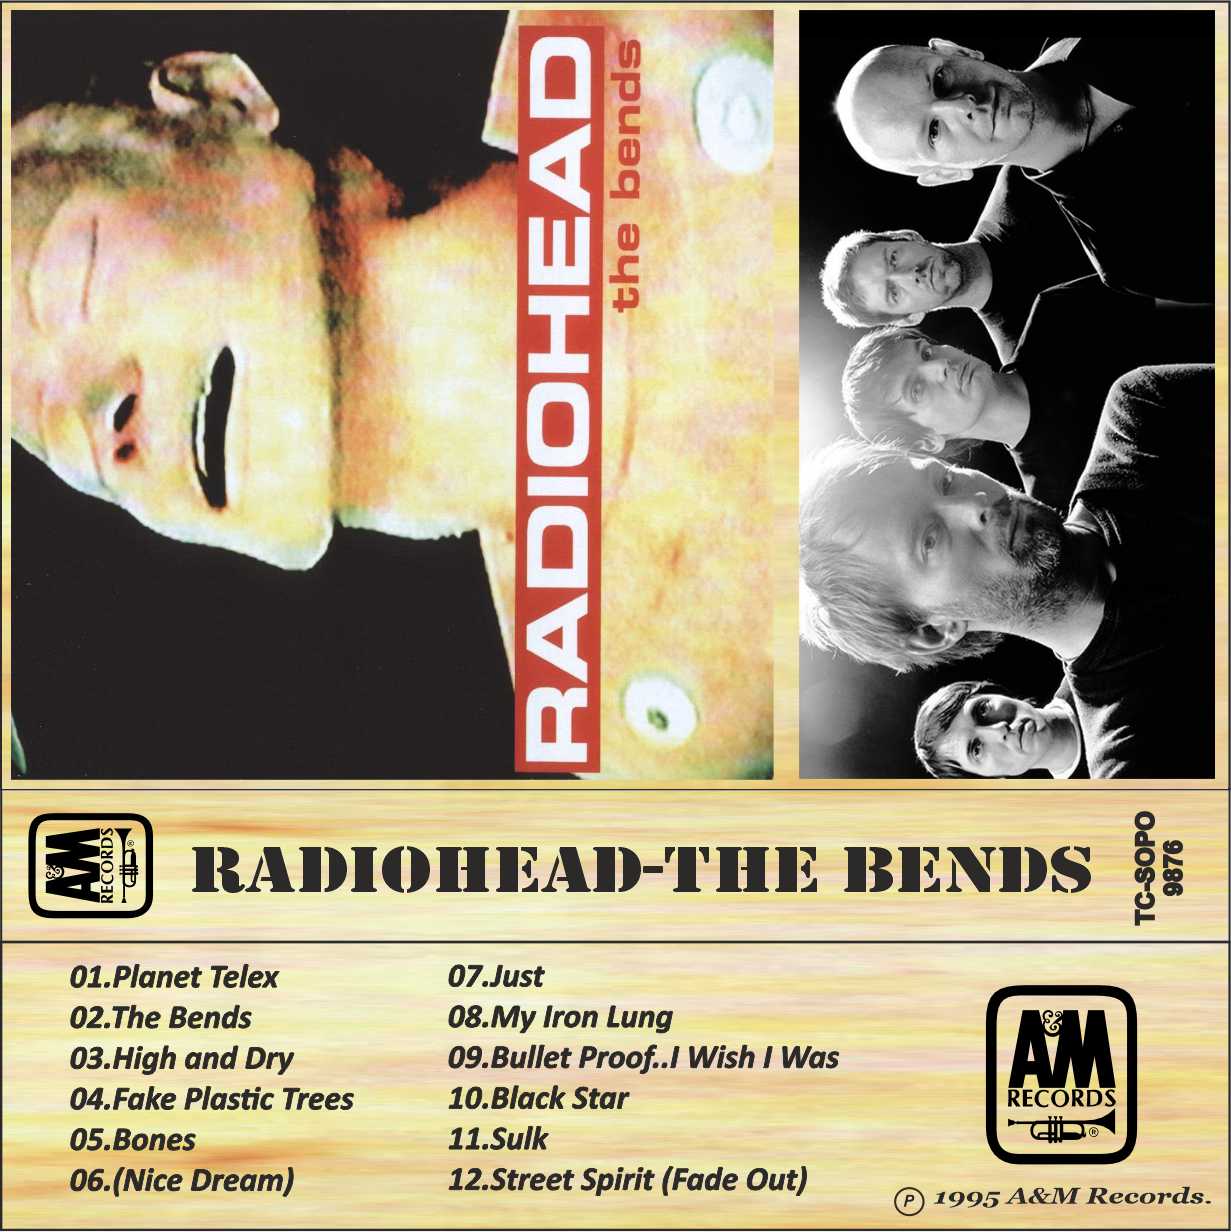 RADIOHEAD
the bends
A&M
RECORDS
®
RADIOHEAD-THE BENDS
TC-SOPO
9876
01.Planet Telex
02.The Bends
03.High and Dry
04.Fake Plastic Trees
05.Bones
06.(Nice Dream)
07.Just
08.My Iron Lung
09.Bullet Proof..I Wish I Was
10.Black Star
11.Sulk
12.Street Spirit (Fade Out)
A&M
RECORDS
®
℗ 1995 A&M Records.